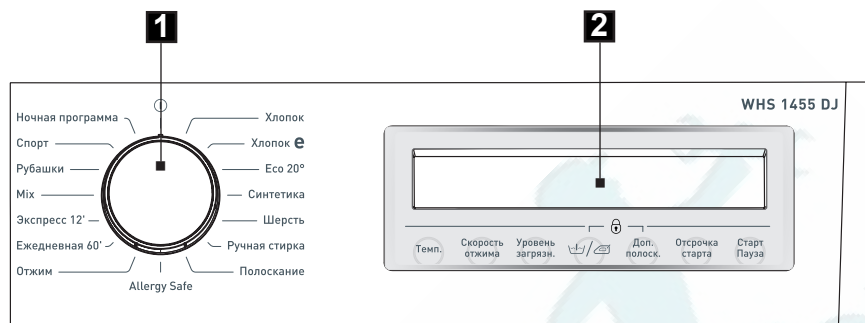 1
2
WHS 1455 DJ
Ночная программа
Спорт
Рубашки
Mix
Экспресс 12'
Ежедневная 60'
Отжим
Allergy Safe
Хлопок
Хлопок e
Eco 20°
Синтетика
Шерсть
Ручная стирка
Полоскание
Темп.
Скорость
отжима
Уровень
загрязн.
Доп.
полоск.
Отсрочка
старта
Старт
Пауза